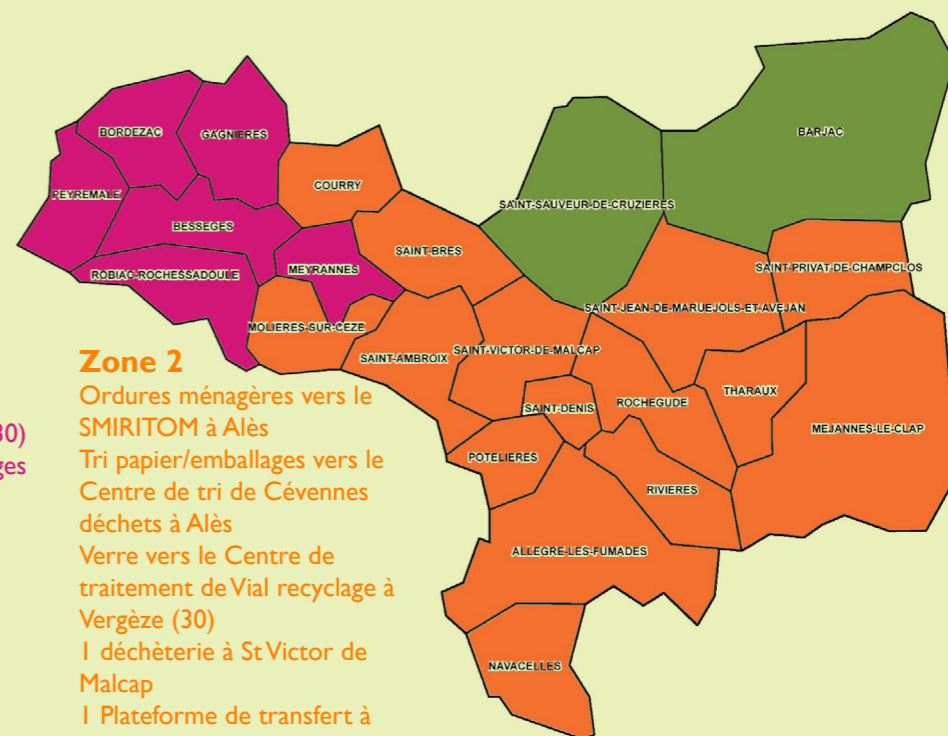 BORDEZAC
GAGNIERES
BARJAC
COURRY
PEYREMALE
SAINT-SAUVEUR-DE-CRUZIERES
BESSEGES
SAINT-BRES
MEYRANNES
SAINT-PRIVAT-DE-CHAMPCLOS
ROBIAC-ROCHESSADOULE
SAINT-JEAN-DE-MARUEJOLS-ET-AVEJAN
MOLIERES-SUR-CEZE
SAINT-AMBROIX
SAINT-VICTOR-DE-MALCAP
THARAUX
SAINT-DENIS
ROCHEGUDE
MEJANNES-LE-CLAP
POTELIERES
RIVIERES
ALLEGRE-LES-FUMADES
NAVACELLES
30)
ges
Zone 2
Ordures ménagères vers le
SMIRITOM à Alès
Tri papier/emballages vers le
Centre de tri de Cévennes
déchets à Alès
Verre vers le Centre de
traitement de Vial recyclage à
Vergèze (30)
1 déchèterie à St Victor de
Malcap
1 Plateforme de transfert à